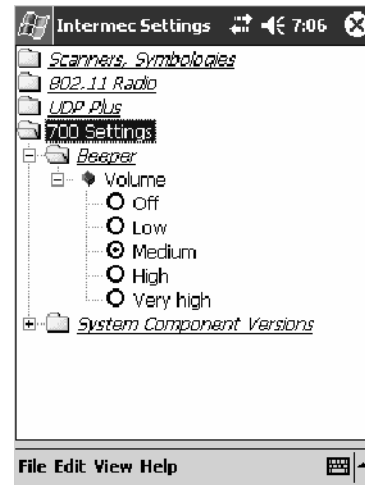 Intermec Settings 7:06
Scanners, Symbologies
802.11 Radio
UDP Plus
700 Settings
Beeper
Volume
Off
Low
Medium
High
Very high
System Component Versions
File Edit View Help